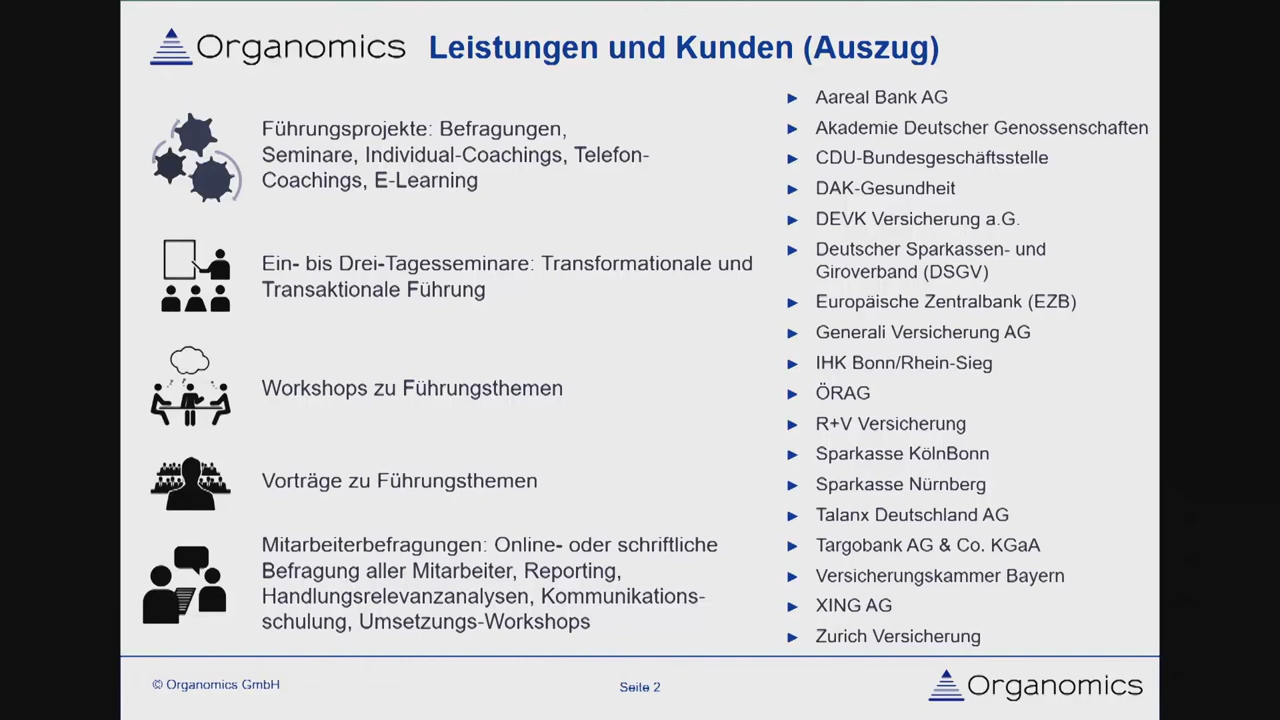 Organomics Leistungen und Kunden (Auszug)
Führungsprojekte: Befragungen,
Seminare, Individual-Coachings, Telefon-
Coachings, E-Learning
Ein- bis Drei-Tagesseminare: Transformationale und
Transaktionale Führung
Workshops zu Führungsthemen
Vorträge zu Führungsthemen
Mitarbeiterbefragungen: Online- oder schriftliche
Befragung aller Mitarbeiter, Reporting,
Handlungsrelevanzanalysen, Kommunikations-
schulung, Umsetzungs-Workshops
Aareal Bank AG
Akademie Deutscher Genossenschaften
CDU-Bundesgeschäftsstelle
DAK-Gesundheit
DEVK Versicherung a.G.
Deutscher Sparkassen- und
Giroverband (DSGV)
Europäische Zentralbank (EZB)
Generali Versicherung AG
IHK Bonn/Rhein-Sieg
ÖRAG
R+V Versicherung
Sparkasse KölnBonn
Sparkasse Nürnberg
Talanx Deutschland AG
Targobank AG & Co. KGaA
Versicherungskammer Bayern
XING AG
Zurich Versicherung
© Organomics GmbH
Seite 2
Organomics